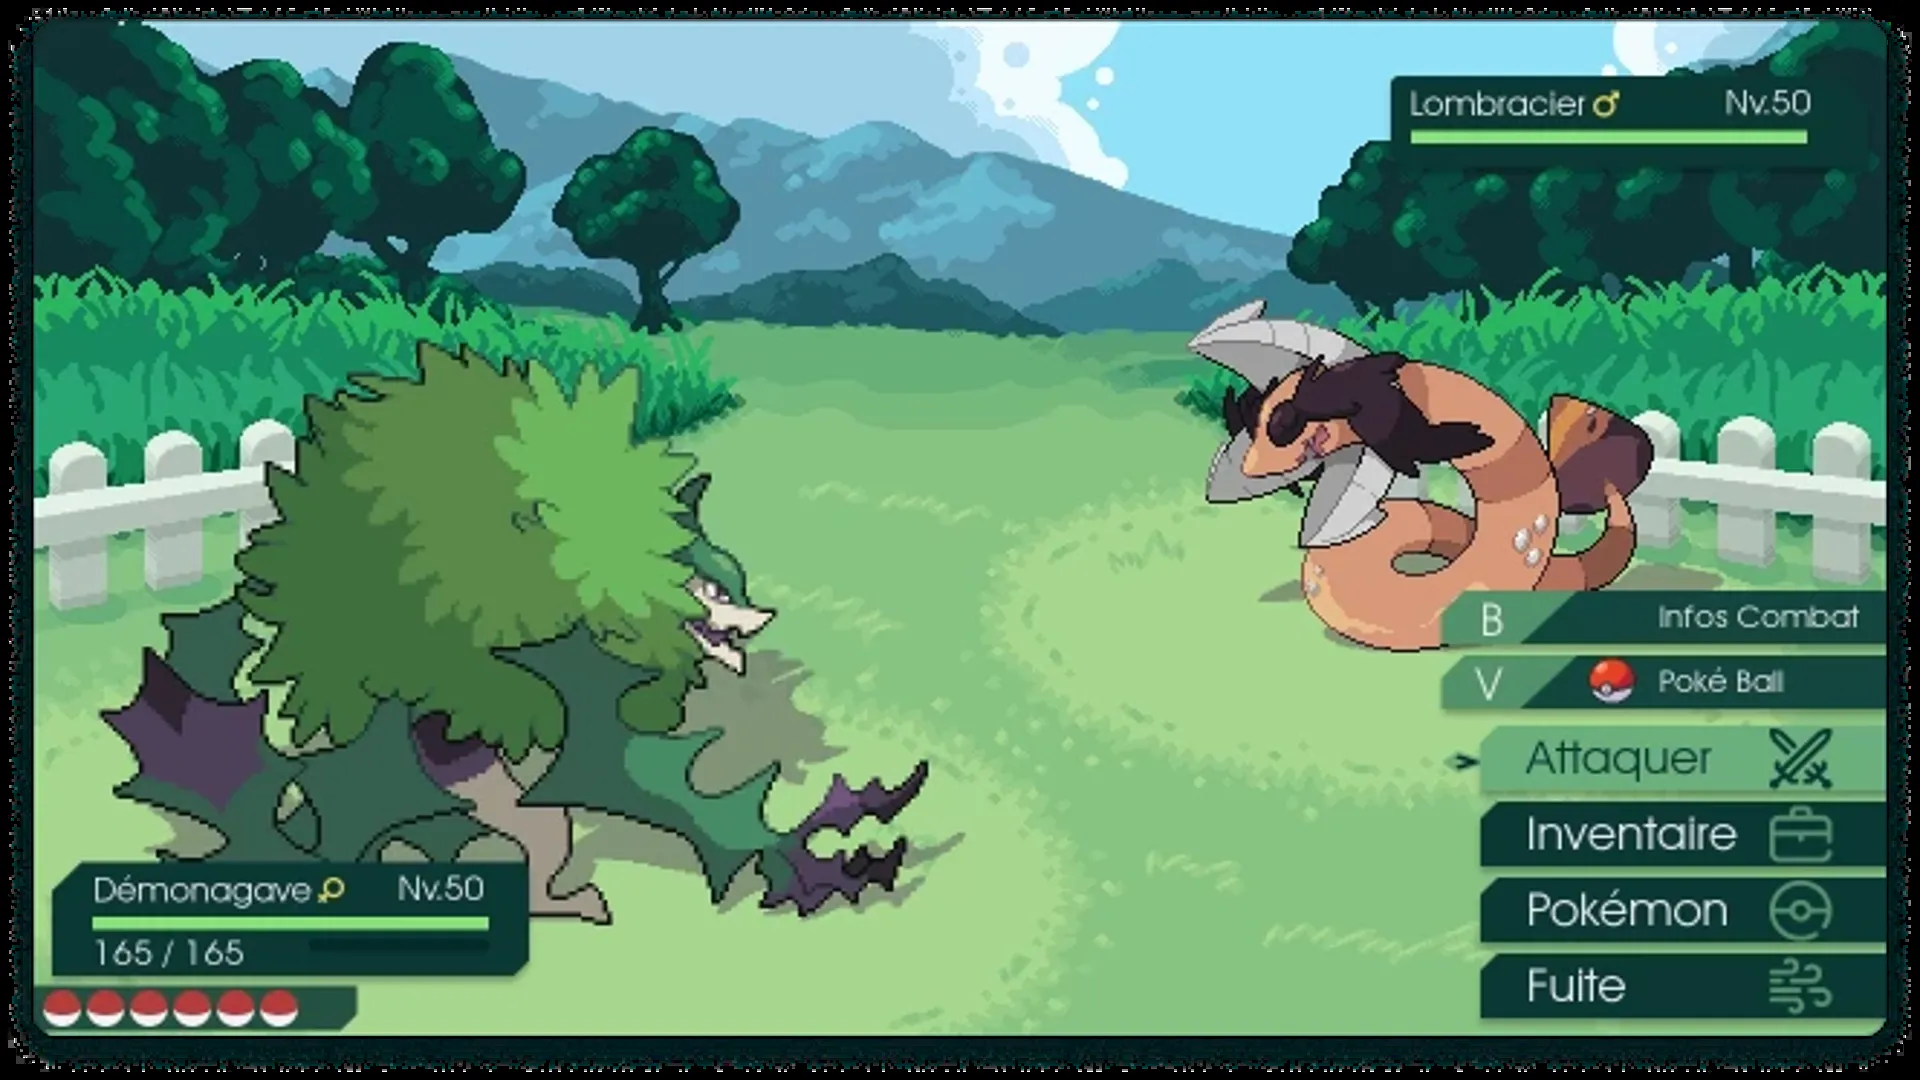 Lombracier♂ Nv.50
B Infos Combat
V Poké Ball
Attaquer
Inventaire
Pokémon
Fuite
Démonagave♀ Nv.50
165 / 165